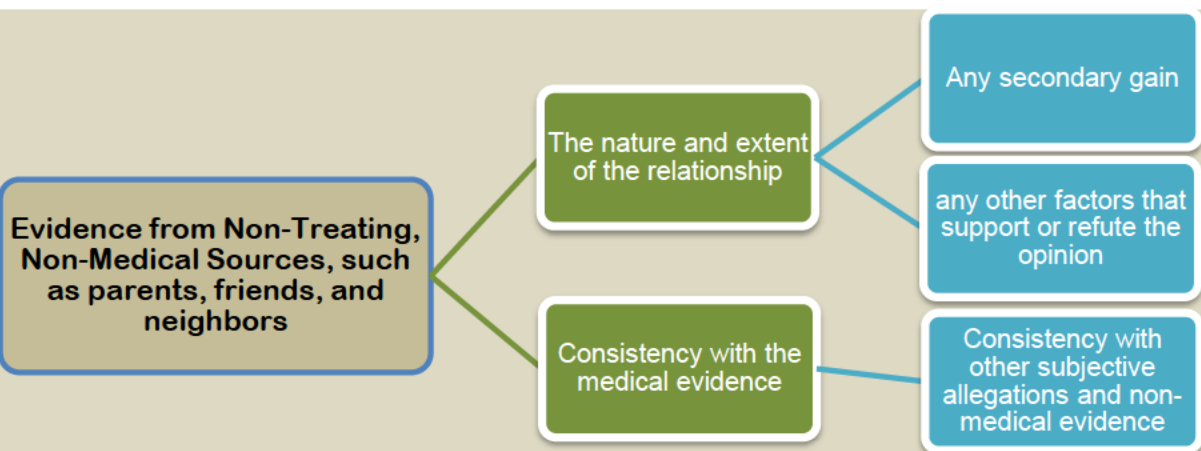 Evidence from Non-Treating,
Non-Medical Sources, such
as parents, friends, and
neighbors
The nature and extent
of the relationship
Any secondary gain
any other factors that
support or refute the
opinion
Consistency with the
medical evidence
Consistency with
other subjective
allegations and non-
medical evidence